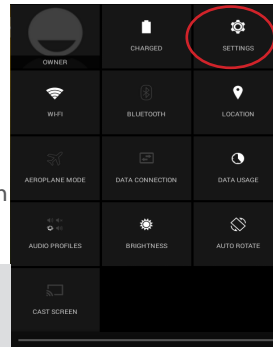 OWNER
CHARGED
SETTINGS
WI-FI
BLUETOOTH
LOCATION
AEROPLANE MODE
DATA CONNECTION
DATA USAGE
n
AUDIO PROFILES
BRIGHTNESS
AUTO ROTATE
CAST SCREEN